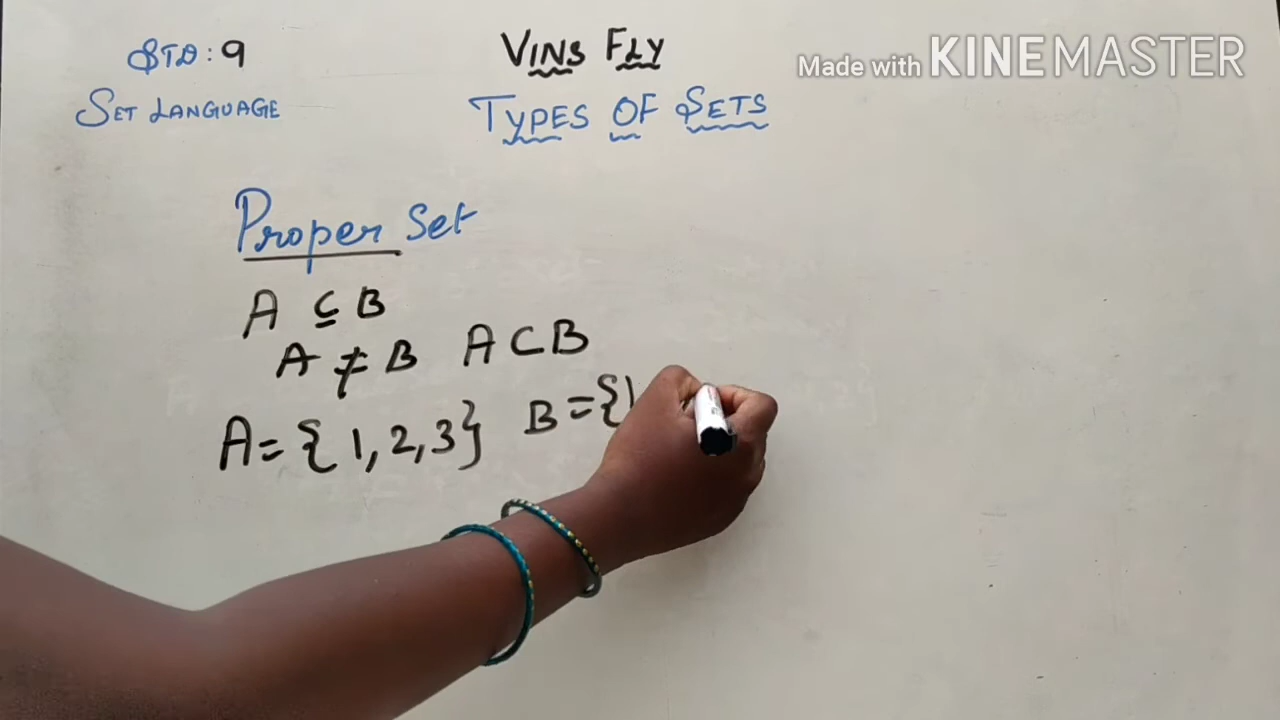 STD: 9
VINS FLY
Made with KINEMASTER
SET LANGUAGE
TYPES OF SETS
Proper Set
A ⊆ B
A ≠ B A ⊂ B
A = { 1, 2, 3 } B = { 1